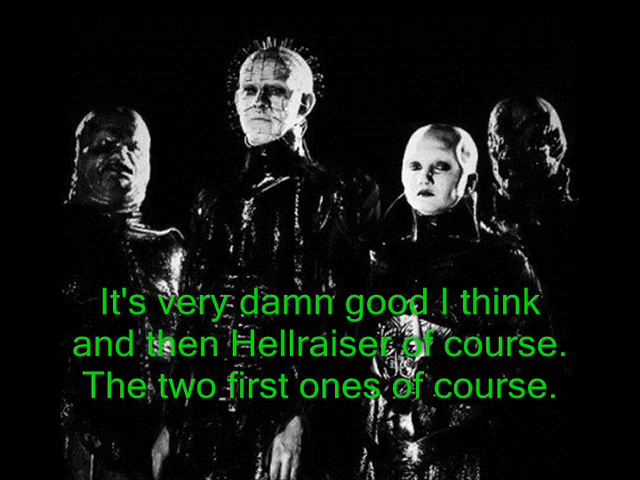 It's very damn good I think
and then Hellraiser of course.
The two first ones of course.